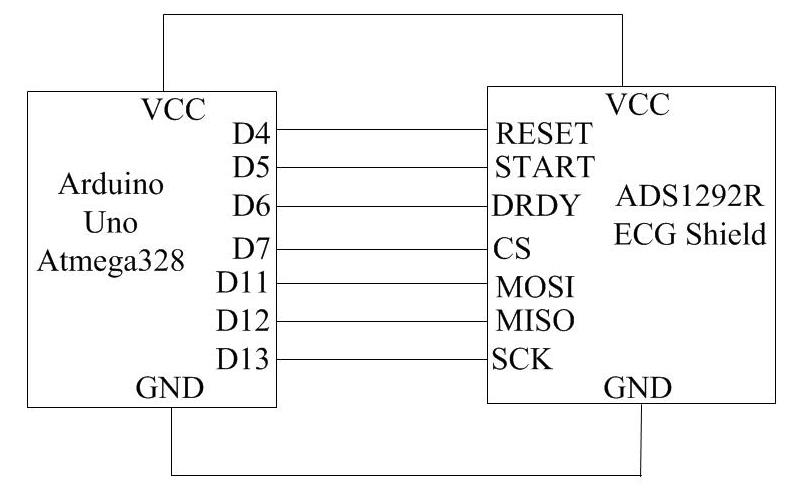 VCC
D4
D5
D6
D7
D11
D12
D13
GND
Arduino
Uno
Atmega328
VCC
RESET
START
DRDY
CS
MOSI
MISO
SCK
GND
ADS1292R
ECG Shield